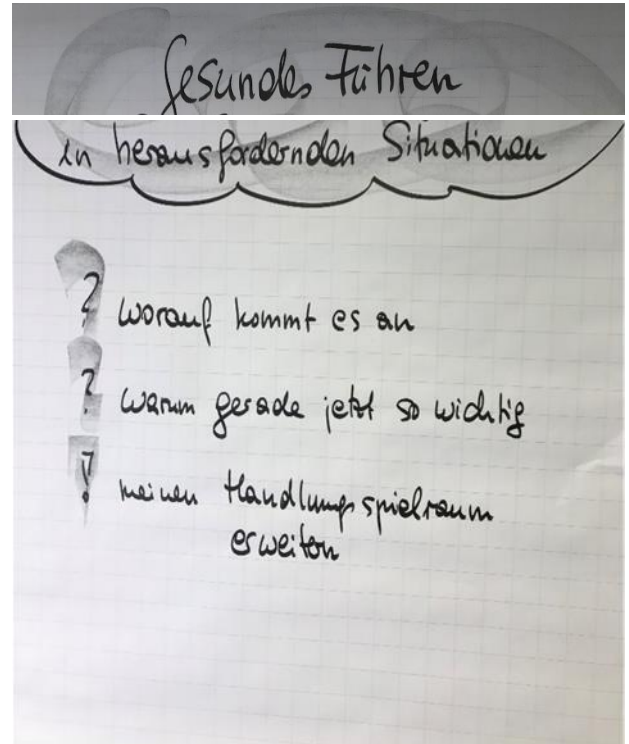 Gesundes Führen
in herausfordernden Situationen
? worauf kommt es an
? warum gerade jetzt so wichtig
! meinen Handlungsspielraum
erweitern